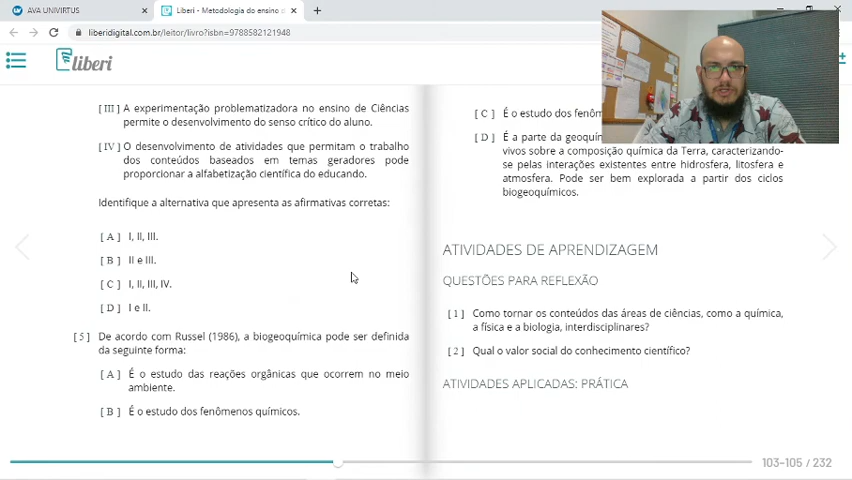 AVA UNIVIRTUS
Liberi - Metodologia do ensino d
liberidigital.com.br/leitor/livro?isbn=9788582121948
liberi
[ III ] A experimentação problematizadora no ensino de Ciências
permite o desenvolvimento do senso crítico do aluno.
[ IV ] O desenvolvimento de atividades que permitam o trabalho
dos conteúdos baseados em temas geradores pode
proporcionar a alfabetização científica do educando.
Identifique a alternativa que apresenta as afirmativas corretas:
[ A ] I, II, III.
[ B ] II e III.
[ C ] I, II, III, IV.
[ D ] I e II.
[ 5 ] De acordo com Russel (1986), a biogeoquímica pode ser definida
da seguinte forma:
[ A ] É o estudo das reações orgânicas que ocorrem no meio
ambiente.
[ B ] É o estudo dos fenômenos químicos.
[ C ] É o estudo dos
[ D ] É a parte da
vivos sobre a composição química da Terra, caracterizando-
se pelas interações existentes entre hidrosfera, litosfera e
atmosfera. Pode ser bem explorada a partir dos ciclos
biogeoquímicos.
ATIVIDADES DE APRENDIZAGEM
QUESTÕES PARA REFLEXÃO
[ 1 ] Como tornar os conteúdos das áreas de ciências, como a química,
a física e a biologia, interdisciplinares?
[ 2 ] Qual o valor social do conhecimento científico?
ATIVIDADES APLICADAS: PRÁTICA
103-105 / 232